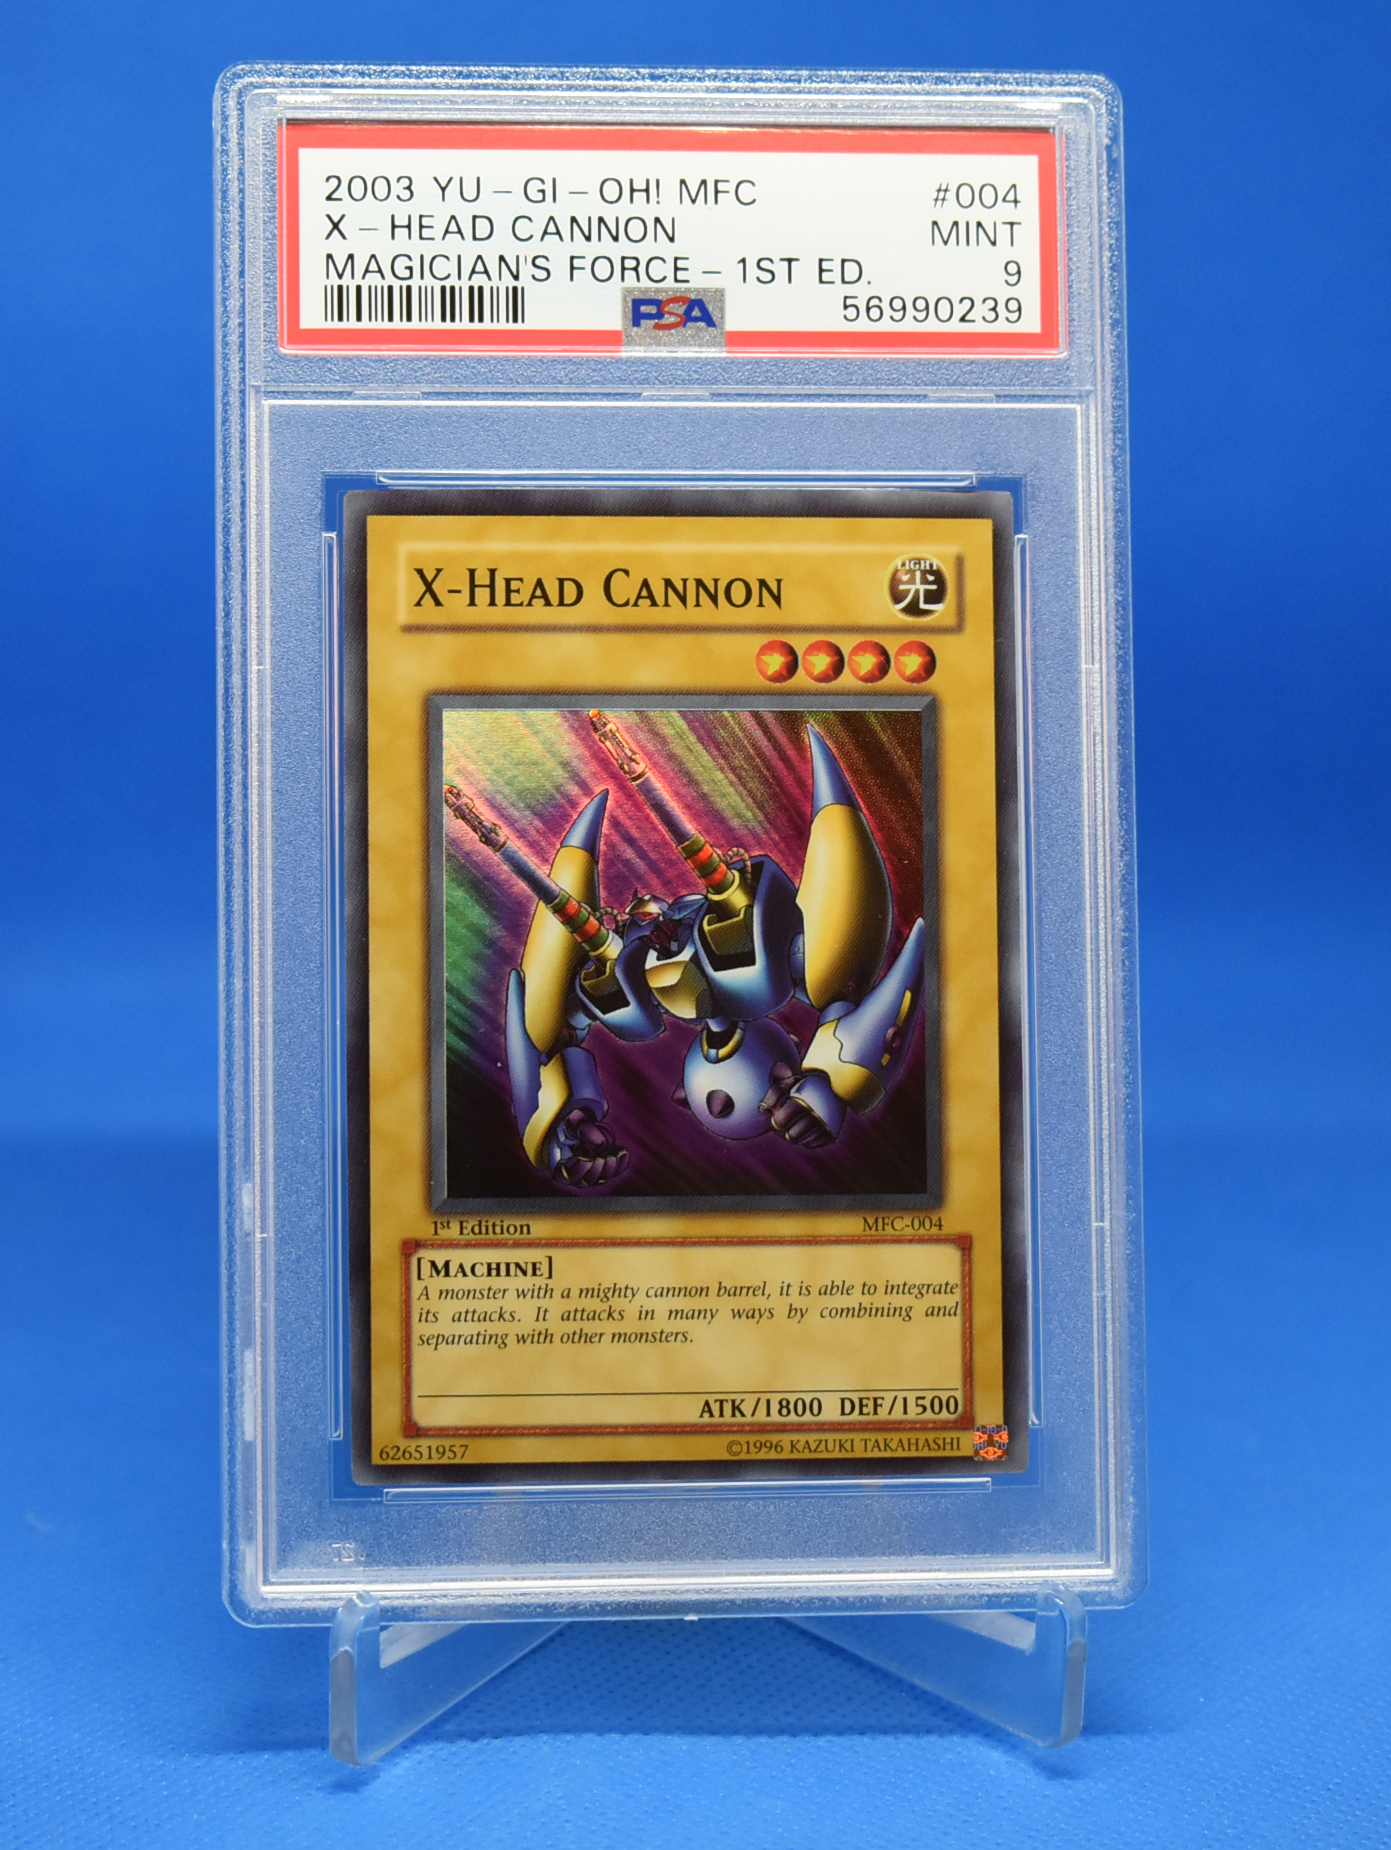 2003 YU-GI-OH! MFC #004
X-HEAD CANNON MINT
MAGICIAN'S FORCE-1ST ED. 9
PSA 56990239
X-HEAD CANNON
LIGHT
光
1st Edition MFC-004
[MACHINE]
A monster with a mighty cannon barrel, it is able to integrate
its attacks. It attacks in many ways by combining and
separating with other monsters.
ATK/1800 DEF/1500
62651957 ©1996 KAZUKI TAKAHASHI